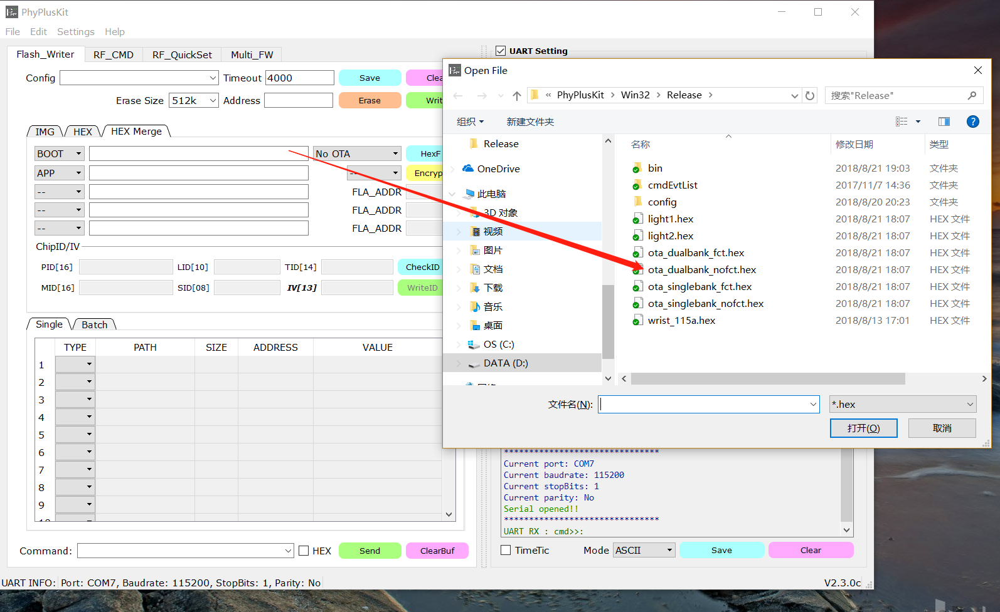 PhyPlusKit
File Edit Settings Help
Flash_Writer RF_CMD RF_QuickSet Multi_FW
Config Timeout 4000 Save Clea
Erase Size 512k Address Erase Writ
IMG HEX HEX Merge
BOOT No OTA HexF
APP -- Encryp
-- FLA_ADDR
-- FLA_ADDR
-- FLA_ADDR
ChipID/IV
PID[16] LID[10] TID[14] CheckID
MID[16] SID[08] IV[13] WriteID
Single Batch
TYPE PATH SIZE ADDRESS VALUE
1
2
3
4
5
6
7
8
9
10
Command: HEX Send ClearBuf
UART INFO: Port: COM7, Baudrate: 115200, StopBits: 1, Parity: No
UART Setting
Open File
« PhyPlusKit › Win32 › Release ›
搜索"Release"
组织 新建文件夹
Release
OneDrive
此电脑
3D 对象
视频
图片
文档
下载
音乐
桌面
OS (C:)
DATA (D:)
名称 修改日期 类型
bin 2018/8/21 19:03 文件夹
cmdEvtList 2017/11/7 14:36 文件夹
config 2018/8/20 20:23 文件夹
light1.hex 2018/8/21 18:07 HEX 文件
light2.hex 2018/8/21 18:07 HEX 文件
ota_dualbank_fct.hex 2018/8/21 18:07 HEX 文件
ota_dualbank_nofct.hex 2018/8/21 18:07 HEX 文件
ota_singlebank_fct.hex 2018/8/21 18:07 HEX 文件
ota_singlebank_nofct.hex 2018/8/21 18:07 HEX 文件
wrist_115a.hex 2018/8/13 17:01 HEX 文件
文件名(N): *.hex
打开(O) 取消
*******************************
Current port: COM7
Current baudrate: 115200
Current stopBits: 1
Current parity: No
Serial opened!!
*******************************
UART RX : cmd>>:
TimeTic Mode ASCII Save Clear
V2.3.0c